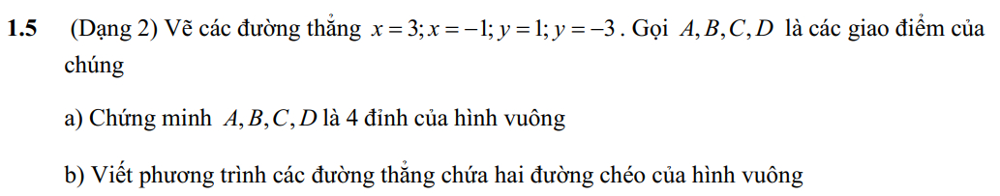 1.5 (Dạng 2) Vẽ các đường thẳng x = 3; x = −1; y = 1; y = −3. Gọi A, B, C, D là các giao điểm của
chúng
a) Chứng minh A, B, C, D là 4 đỉnh của hình vuông
b) Viết phương trình các đường thẳng chứa hai đường chéo của hình vuông